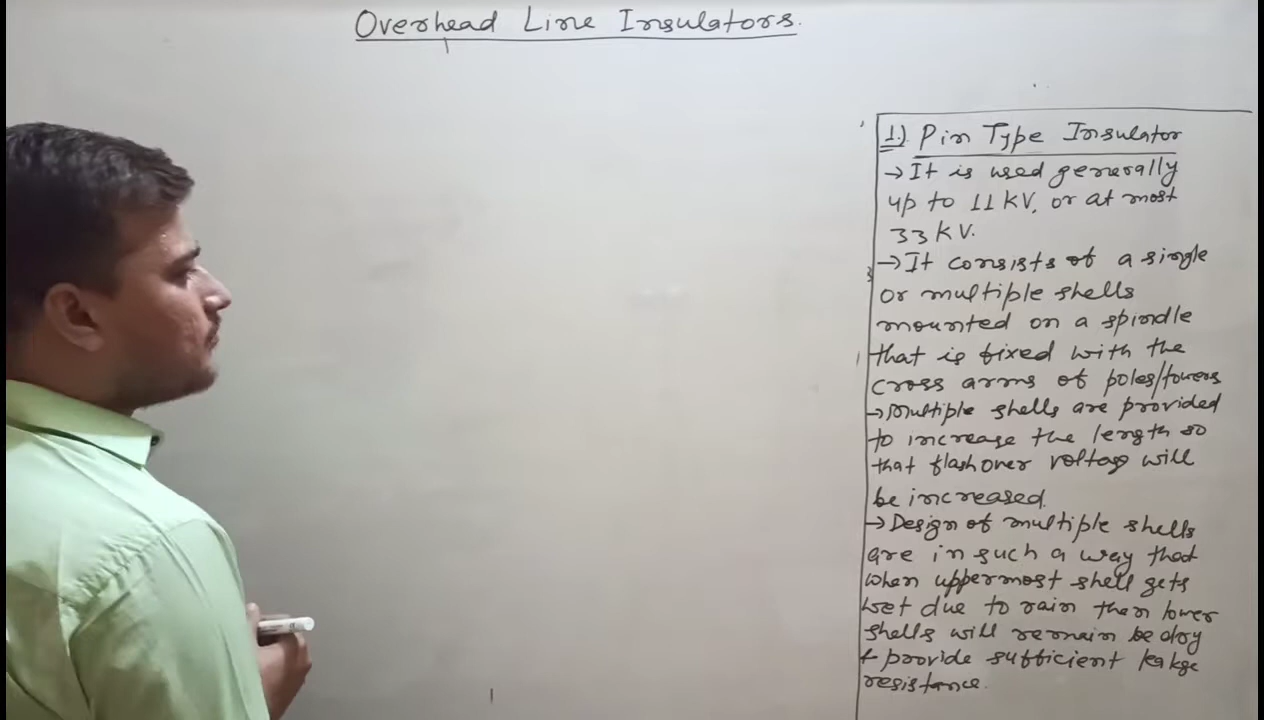 Overhead Line Insulators.
1.) Pin Type Insulator
→ It is used generally
up to 11 KV, or at most
33 KV.
→ It consists of a single
or multiple shells
mounted on a spindle
that is fixed with the
cross arms of poles/towers
→ Multiple shells are provided
to increase the length so
that flashover voltage will
be increased.
→ Design of multiple shells
are in such a way that
when uppermost shell gets
wet due to rain then lower
shells will remain be dry
+ provide sufficient leakge
resistance.